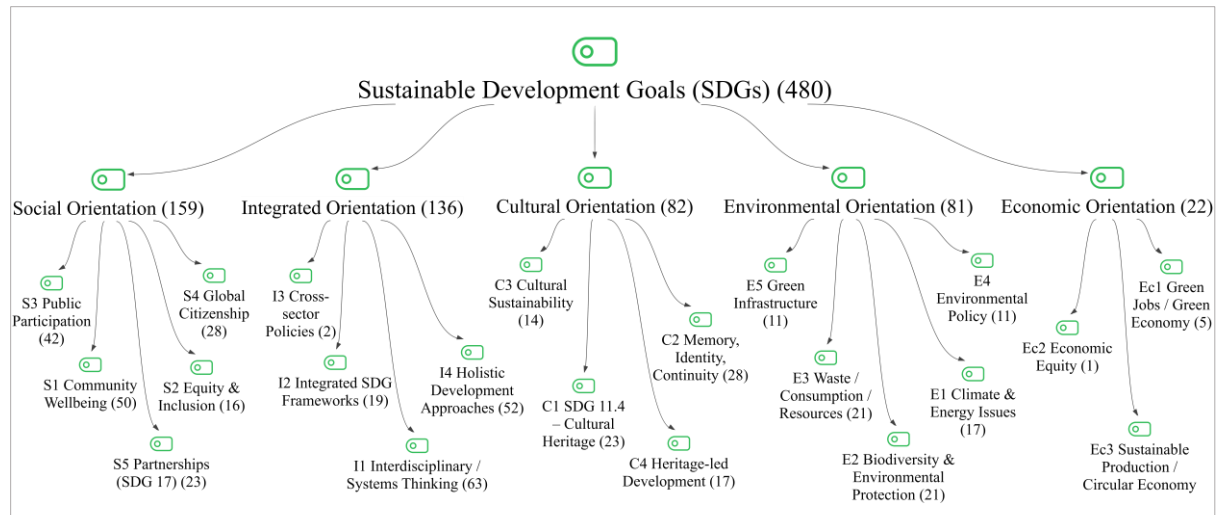 Sustainable Development Goals (SDGs) (480)
Social Orientation (159)
Integrated Orientation (136)
Cultural Orientation (82)
Environmental Orientation (81)
Economic Orientation (22)
S3 Public
Participation
(42)
S4 Global
Citizenship
(28)
S1 Community
Wellbeing (50)
S2 Equity &
Inclusion (16)
S5 Partnerships
(SDG 17) (23)
I3 Cross-
sector
Policies (2)
I2 Integrated SDG
Frameworks (19)
I4 Holistic
Development
Approaches (52)
I1 Interdisciplinary /
Systems Thinking (63)
C3 Cultural
Sustainability
(14)
C2 Memory,
Identity,
Continuity (28)
C1 SDG 11.4
– Cultural
Heritage (23)
C4 Heritage-led
Development (17)
E5 Green
Infrastructure
(11)
E4
Environmental
Policy (11)
E3 Waste /
Consumption /
Resources (21)
E1 Climate &
Energy Issues
(17)
E2 Biodiversity &
Environmental
Protection (21)
Ec1 Green
Jobs / Green
Economy (5)
Ec2 Economic
Equity (1)
Ec3 Sustainable
Production /
Circular Economy